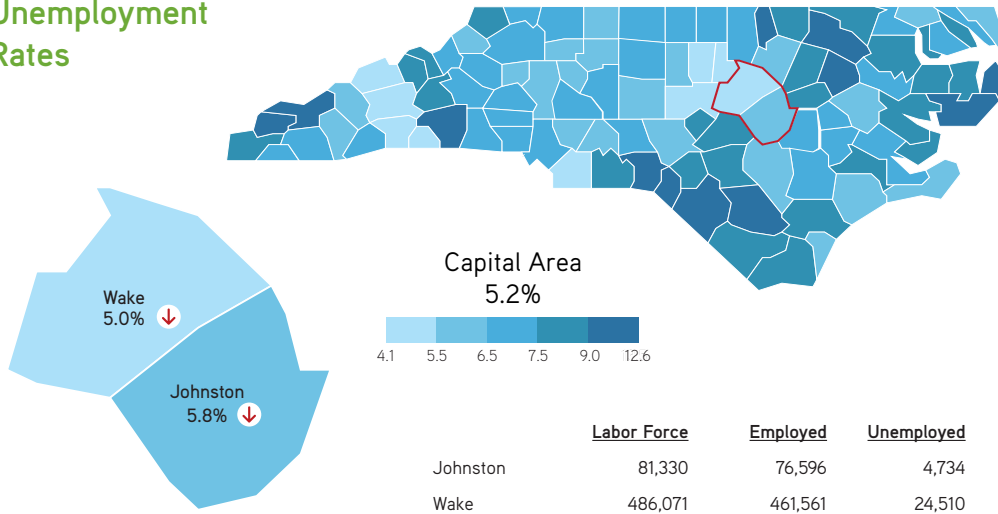 Unemployment
Rates
Capital Area
5.2%
4.1 5.5 6.5 7.5 9.0 12.6
Wake
5.0%
Johnston
5.8%
Labor Force Employed Unemployed
Johnston 81,330 76,596 4,734
Wake 486,071 461,561 24,510